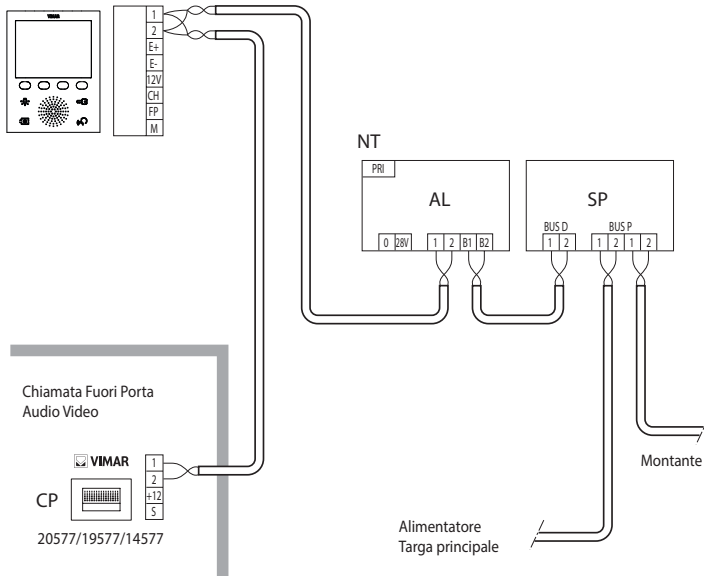 VIMAR
1
2
E+
E-
12V
CH
FP
M
NT
PRI
AL
0 28V 1 2 B1 B2
SP
BUS D BUS P
1 2 1 2 1 2
Chiamata Fuori Porta
Audio Video
VIMAR
CP
1
2
+12
S
20577/19577/14577
Montante
Alimentatore
Targa principale